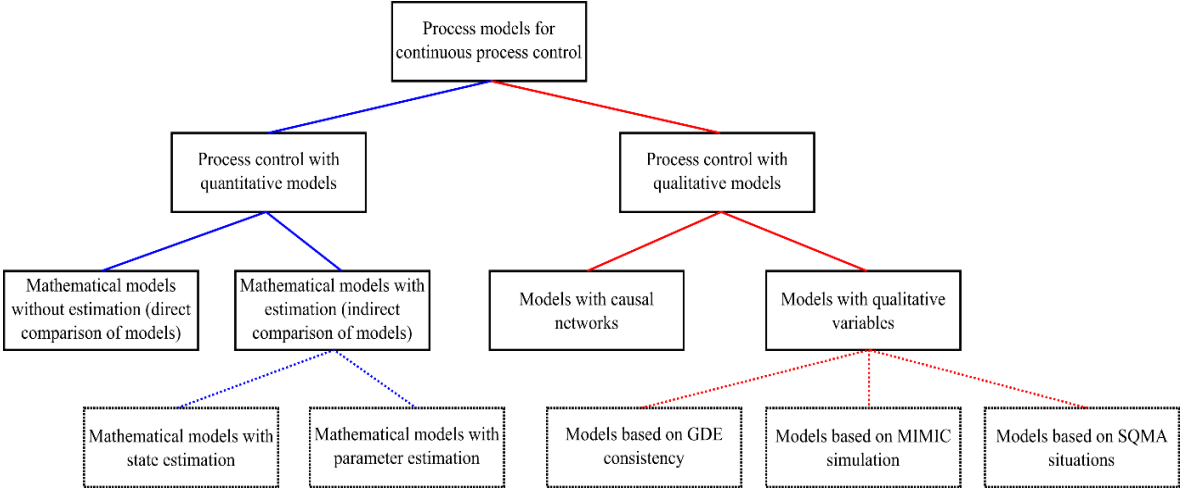 Process models for
continuous process control
Process control with
quantitative models
Process control with
qualitative models
Mathematical models
without estimation (direct
comparison of models)
Mathematical models with
estimation (indirect
comparison of models)
Models with causal
networks
Models with qualitative
variables
Mathematical models with
state estimation
Mathematical models with
parameter estimation
Models based on GDE
consistency
Models based on MIMIC
simulation
Models based on SQMA
situations